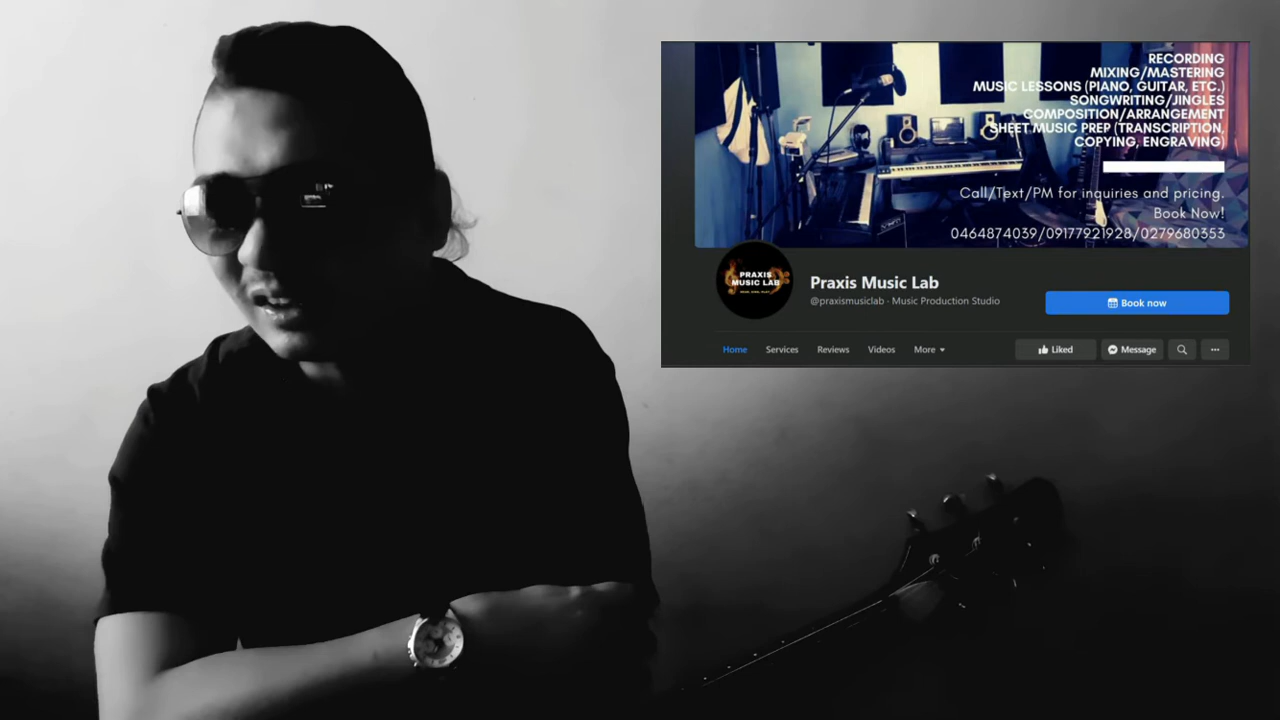 RECORDING
MIXING/MASTERING
MUSIC LESSONS (PIANO, GUITAR, ETC.)
SONGWRITING/JINGLES
COMPOSITION/ARRANGEMENT
SHEET MUSIC PREP (TRANSCRIPTION,
COPYING, ENGRAVING)
Call/Text/PM for inquiries and pricing.
Book Now!
0464874039/09177921928/0279680353
PRAXIS
MUSIC LAB
Praxis Music Lab
@praxismusiclab · Music Production Studio
Book now
Home Services Reviews Videos More Liked Message